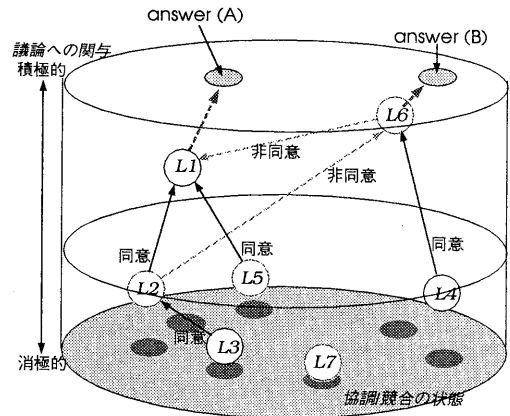 answer (A)
answer (B)
議論への関与
積極的
L6
非同意
L1
非同意
同意
同意
同意
L2
L5
L4
同意
L3
L7
消極的
協調/競合の状態